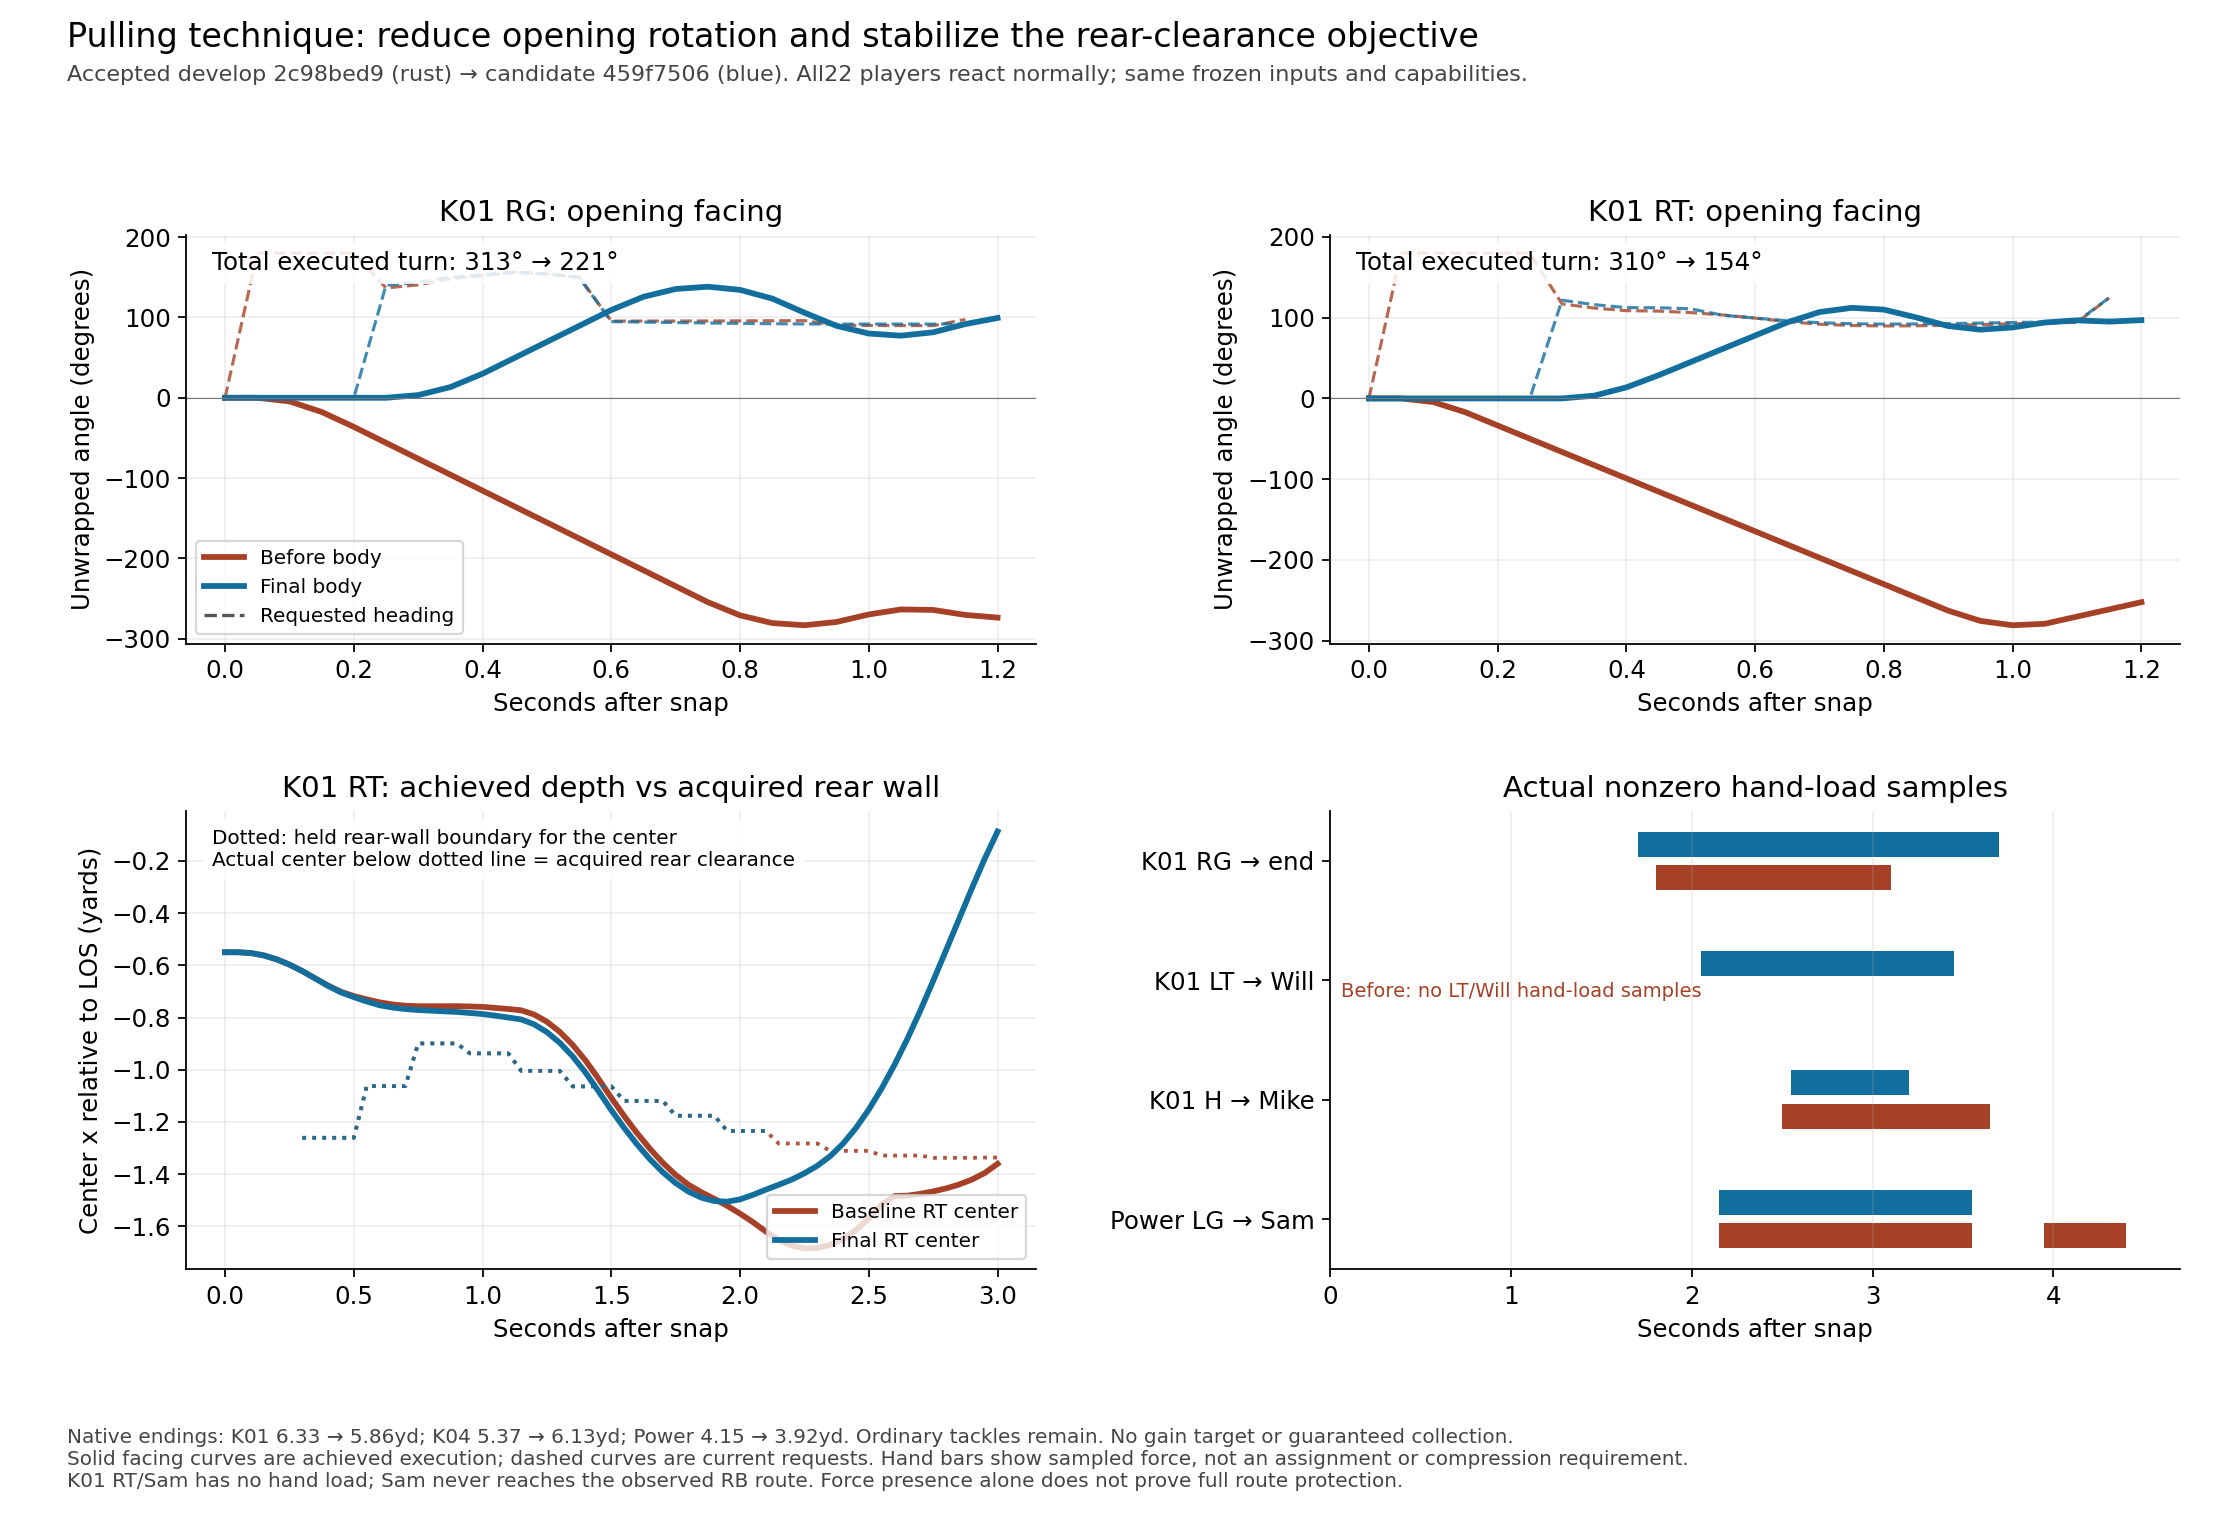 Pulling technique: reduce opening rotation and stabilize the rear-clearance objective
Accepted develop 2c98bed9 (rust) → candidate 459f7506 (blue). All22 players react normally; same frozen inputs and capabilities.
K01 RG: opening facing
Total executed turn: 313° → 221°
Unwrapped angle (degrees)
200
100
0
−100
−200
−300
Before body
Final body
Requested heading
0.0 0.2 0.4 0.6 0.8 1.0 1.2
Seconds after snap
K01 RT: opening facing
Total executed turn: 310° → 154°
Unwrapped angle (degrees)
200
100
0
−100
−200
−300
0.0 0.2 0.4 0.6 0.8 1.0 1.2
Seconds after snap
K01 RT: achieved depth vs acquired rear wall
Dotted: held rear-wall boundary for the center
Actual center below dotted line = acquired rear clearance
Center x relative to LOS (yards)
−0.2
−0.4
−0.6
−0.8
−1.0
−1.2
−1.4
−1.6
Baseline RT center
Final RT center
0.0 0.5 1.0 1.5 2.0 2.5 3.0
Seconds after snap
Actual nonzero hand-load samples
K01 RG → end
K01 LT → Will
Before: no LT/Will hand-load samples
K01 H → Mike
Power LG → Sam
0 1 2 3 4
Seconds after snap
Native endings: K01 6.33 → 5.86yd; K04 5.37 → 6.13yd; Power 4.15 → 3.92yd. Ordinary tackles remain. No gain target or guaranteed collection.
Solid facing curves are achieved execution; dashed curves are current requests. Hand bars show sampled force, not an assignment or compression requirement.
K01 RT/Sam has no hand load; Sam never reaches the observed RB route. Force presence alone does not prove full route protection.